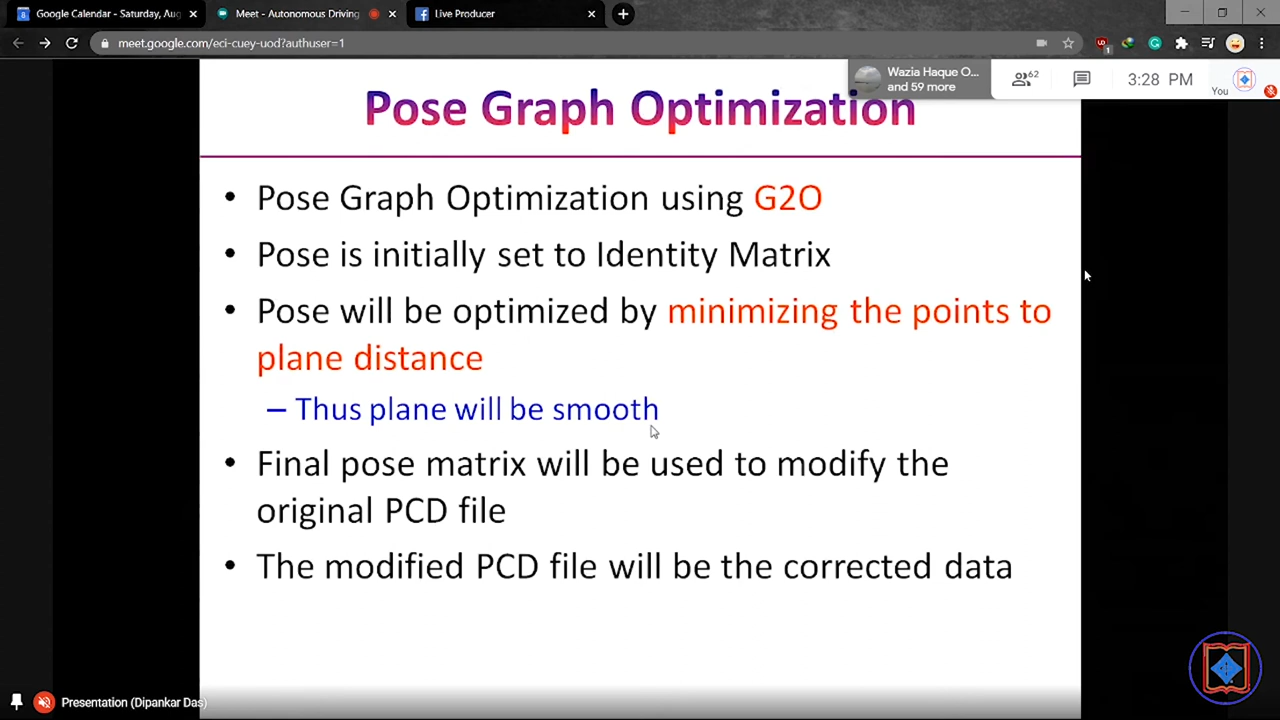 Google Calendar - Saturday, Aug
Meet - Autonomous Driving
Live Producer
meet.google.com/eci-cuey-uod?authuser=1
Wazia Haque O...
and 59 more
62
3:28 PM
You
Pose Graph Optimization
• Pose Graph Optimization using G2O
• Pose is initially set to Identity Matrix
• Pose will be optimized by minimizing the points to
plane distance
– Thus plane will be smooth
• Final pose matrix will be used to modify the
original PCD file
• The modified PCD file will be the corrected data
Presentation (Dipankar Das)